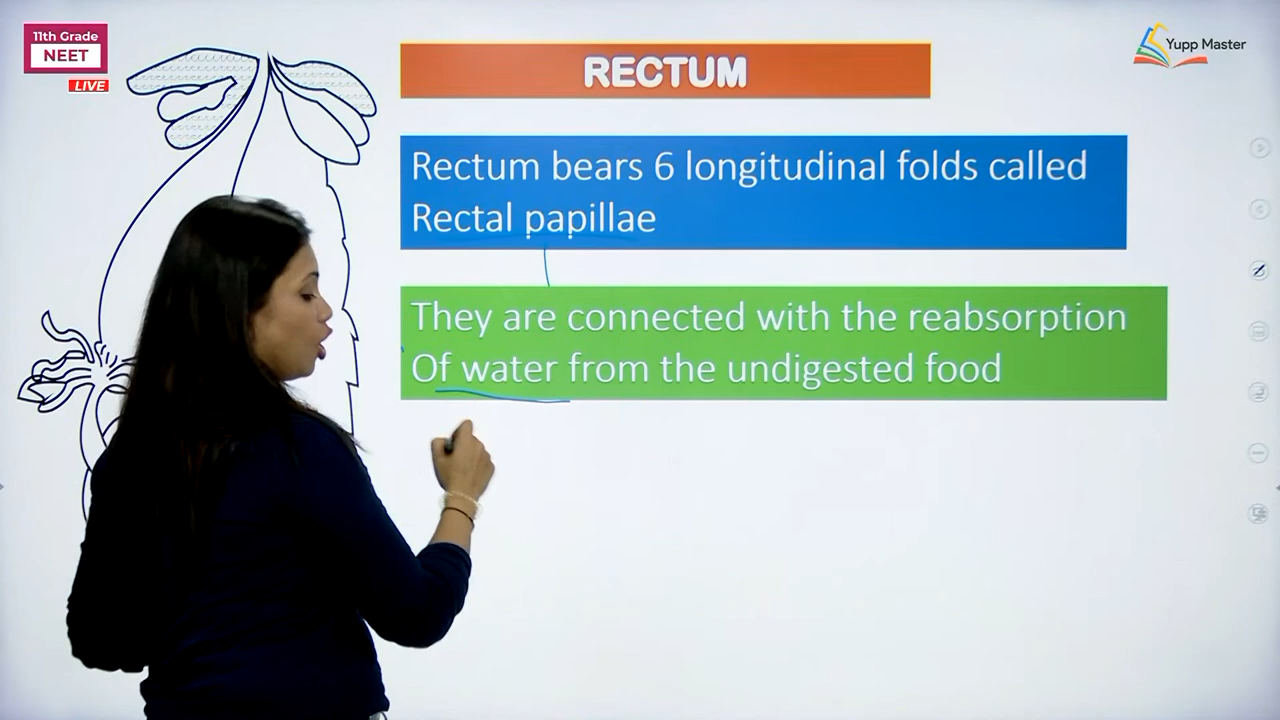 11th Grade
NEET
LIVE
RECTUM
Yupp Master
Rectum bears 6 longitudinal folds called
Rectal papillae
They are connected with the reabsorption
Of water from the undigested food